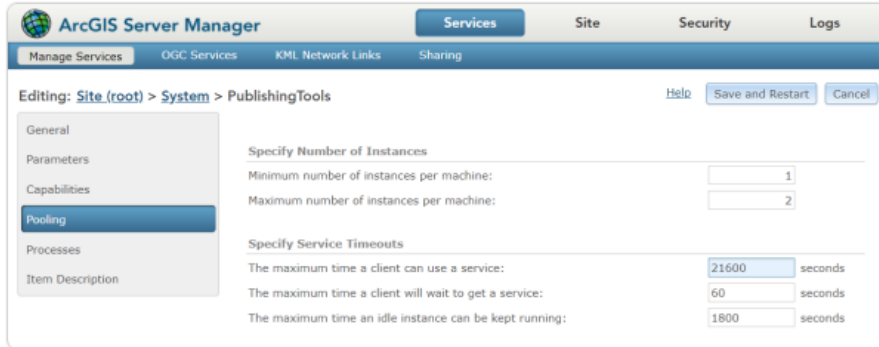 ArcGIS Server Manager
Services Site Security Logs
Manage Services OGC Services KML Network Links Sharing
Editing: Site (root) > System > PublishingTools
Help Save and Restart Cancel
General
Parameters
Capabilities
Pooling
Processes
Item Description
Specify Number of Instances
Minimum number of instances per machine: 1
Maximum number of instances per machine: 2
Specify Service Timeouts
The maximum time a client can use a service: 21600 seconds
The maximum time a client will wait to get a service: 60 seconds
The maximum time an idle instance can be kept running: 1800 seconds